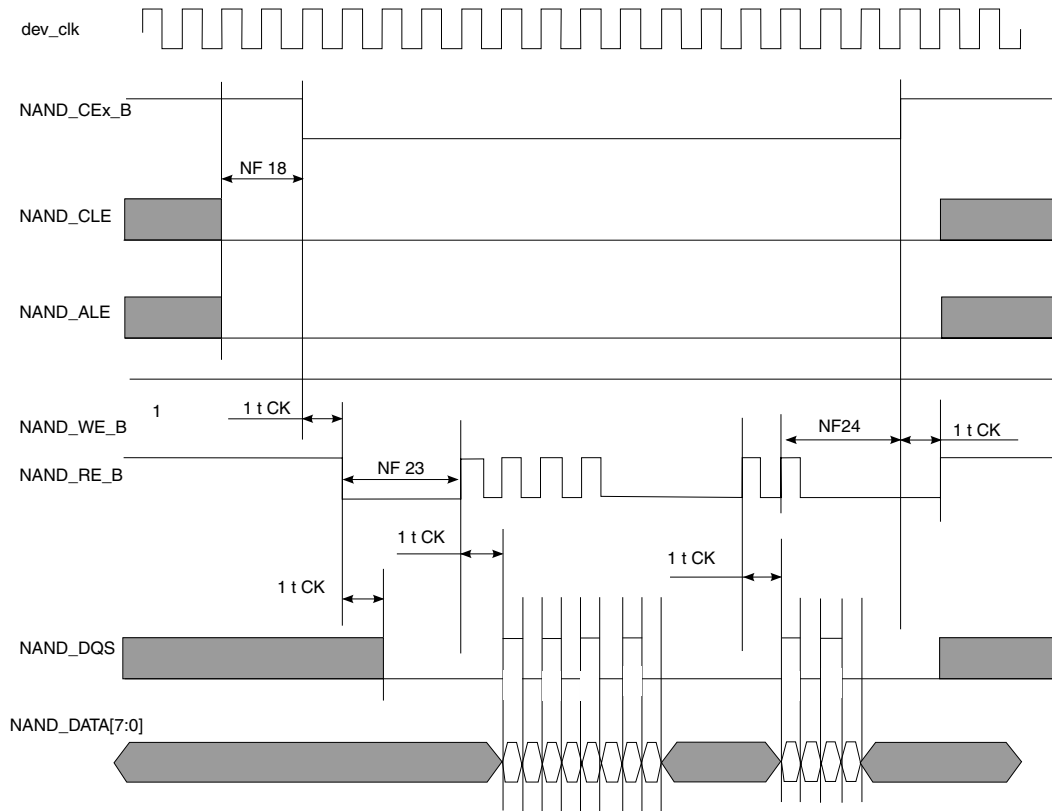 dev_clk
NAND_CEx_B
NF 18
NAND_CLE
NAND_ALE
1
1 t CK
NAND_WE_B
NF24
1 t CK
NF 23
NAND_RE_B
1 t CK
1 t CK
1 t CK
NAND_DQS
NAND_DATA[7:0]